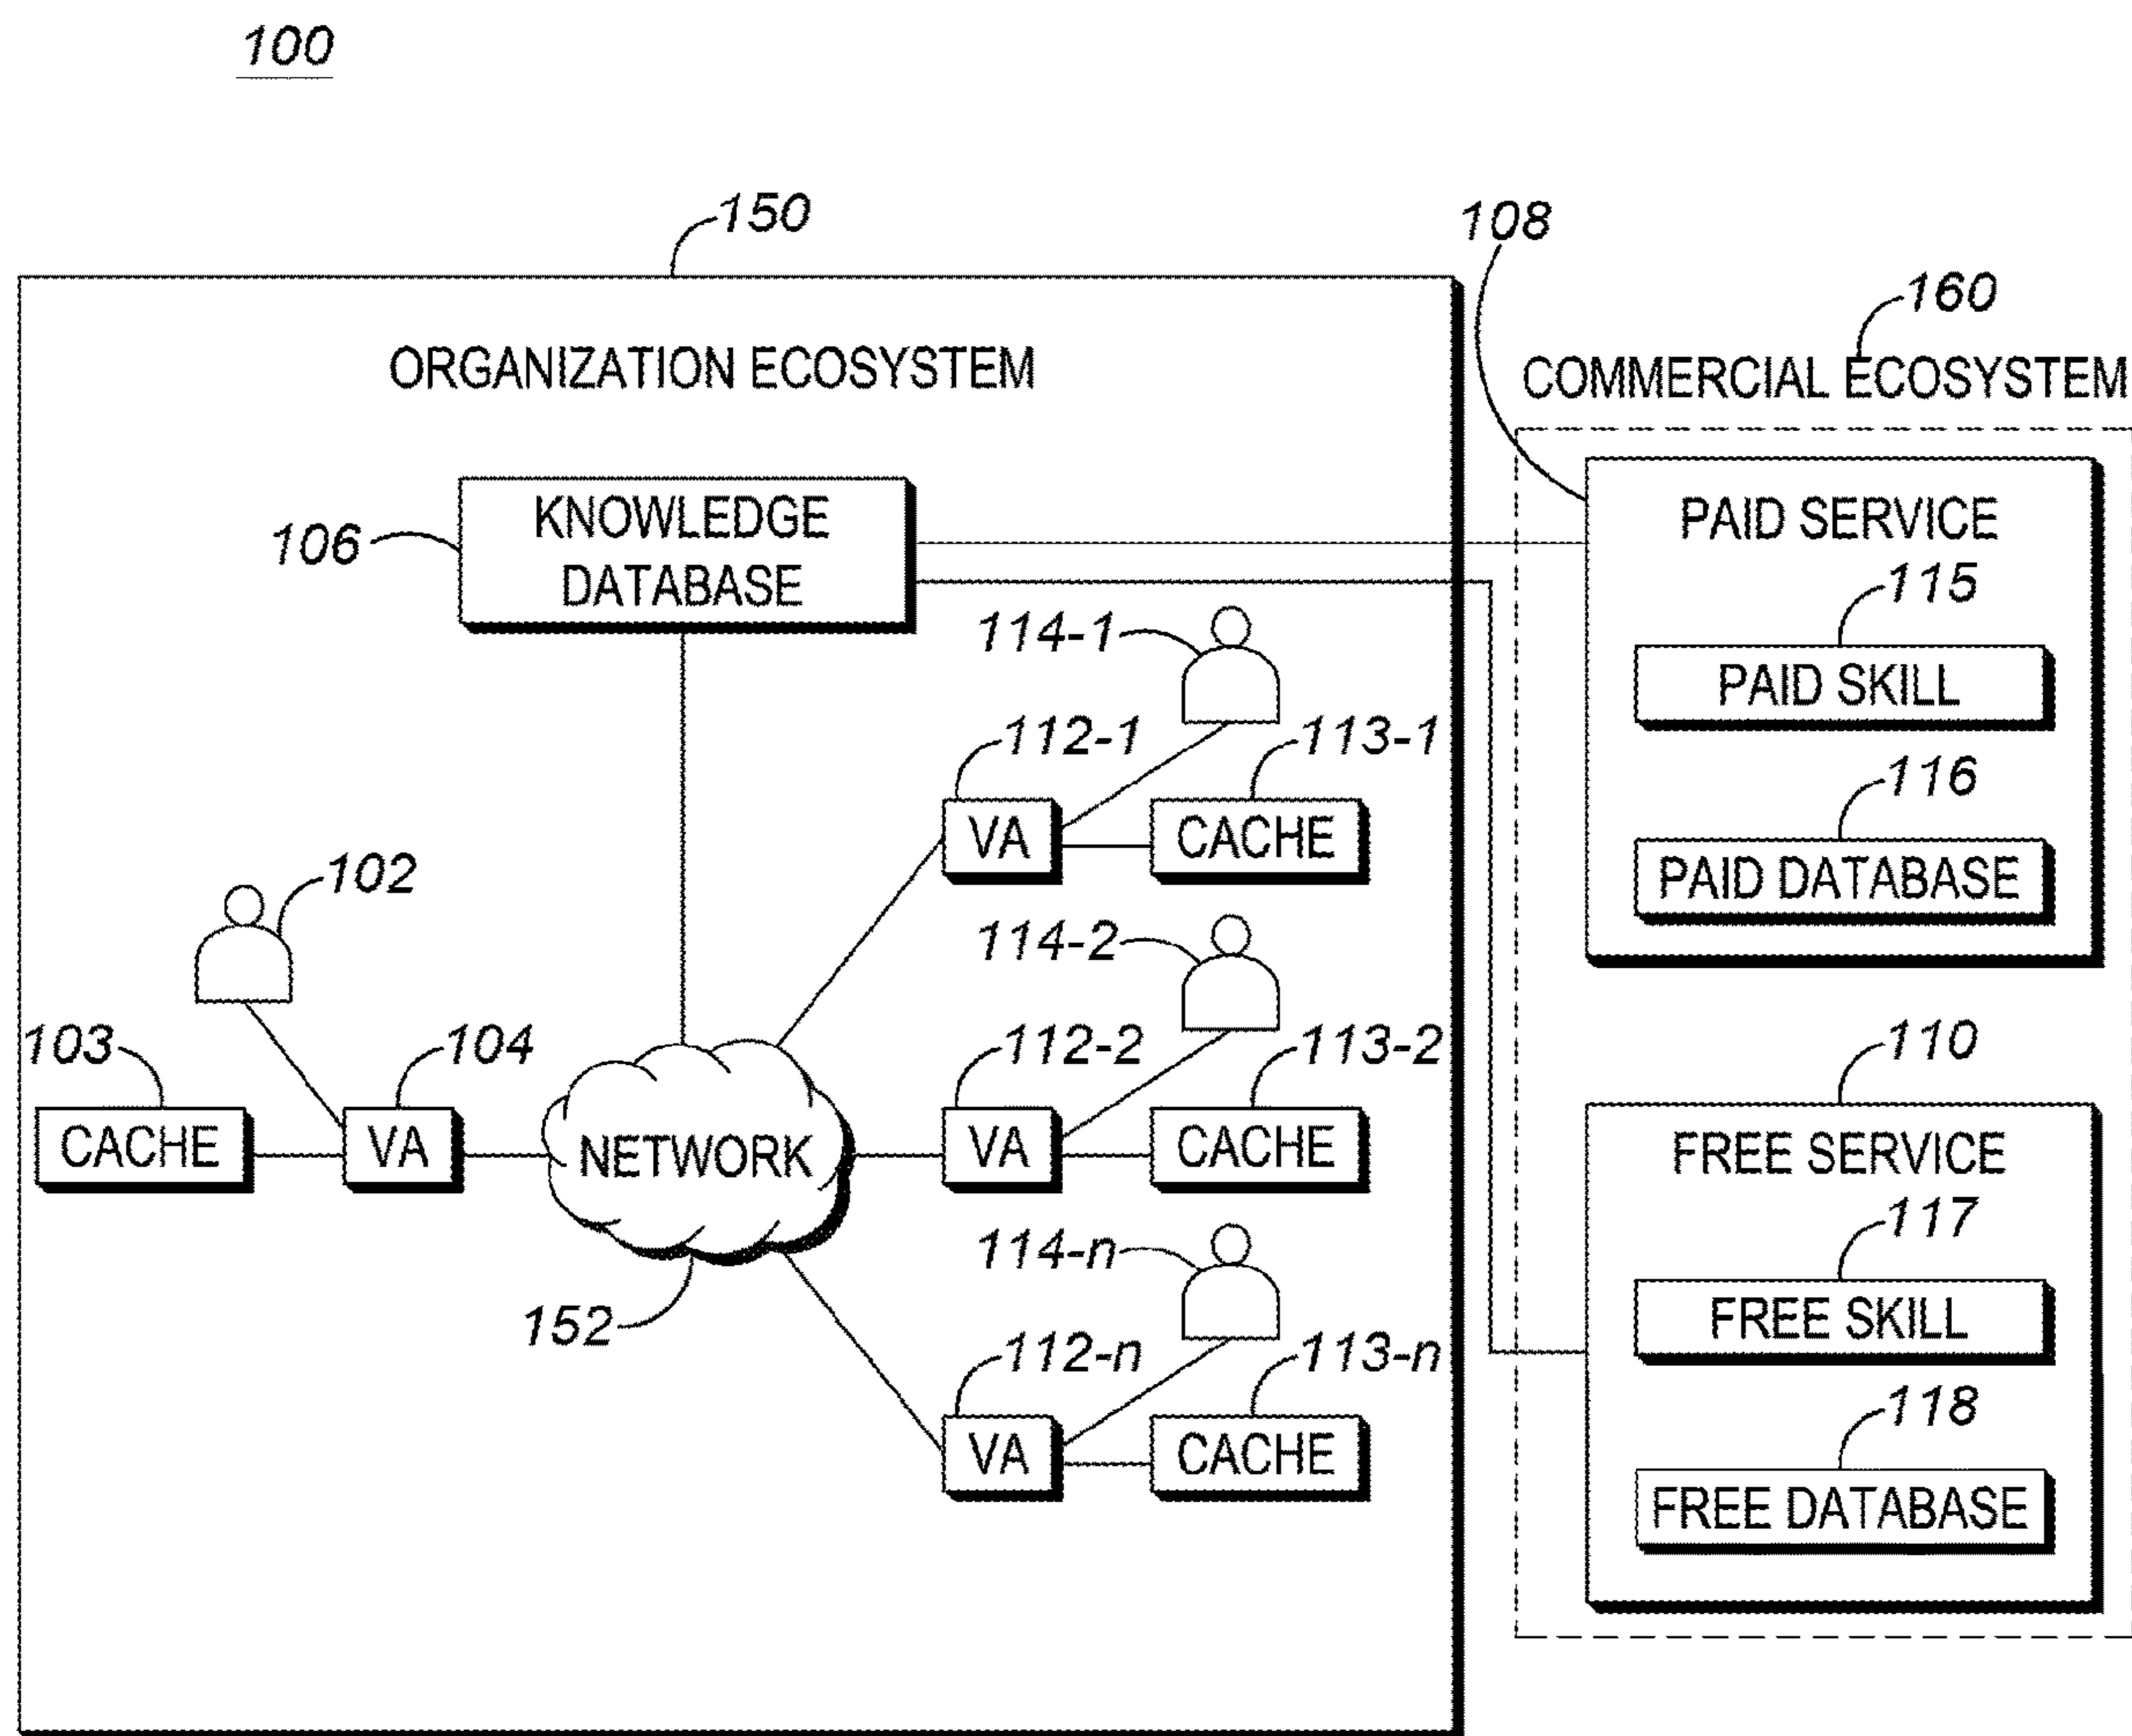 100
150
108
160
ORGANIZATION ECOSYSTEM
COMMERCIAL ECOSYSTEM
KNOWLEDGE
DATABASE
106
PAID SERVICE
115
PAID SKILL
116
PAID DATABASE
114-1
112-1
113-1
VA
CACHE
102
114-2
103
104
112-2
113-2
CACHE
VA
NETWORK
VA
CACHE
152
114-n
112-n
113-n
VA
CACHE
110
FREE SERVICE
117
FREE SKILL
118
FREE DATABASE